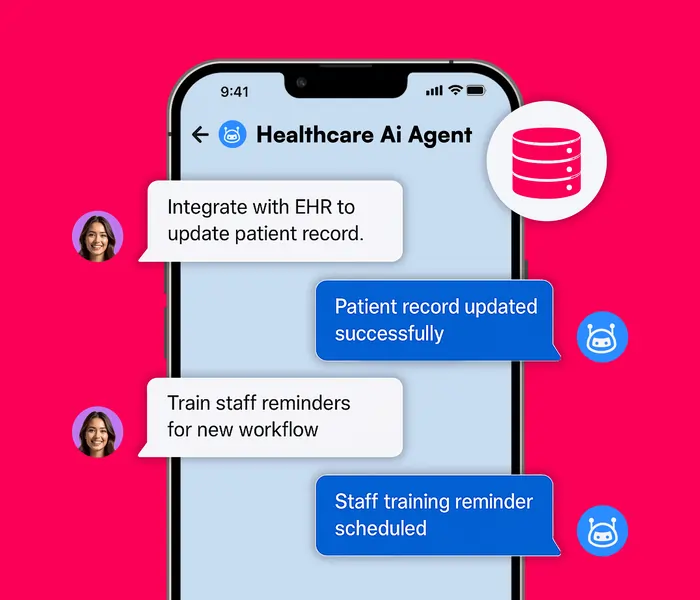 9:41
Healthcare Ai Agent
Integrate with EHR to
update patient record.
Patient record updated
successfully
Train staff reminders
for new workflow
Staff training reminder
scheduled